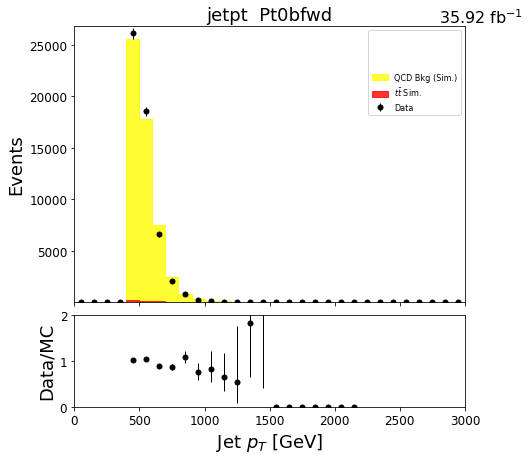 jetpt Pt0bfwd
35.92 fb⁻¹
25000
20000
15000
10000
5000
Events
QCD Bkg (Sim.)
tt̄ Sim.
Data
2
1
0
Data/MC
0 500 1000 1500 2000 2500 3000
Jet p_T [GeV]